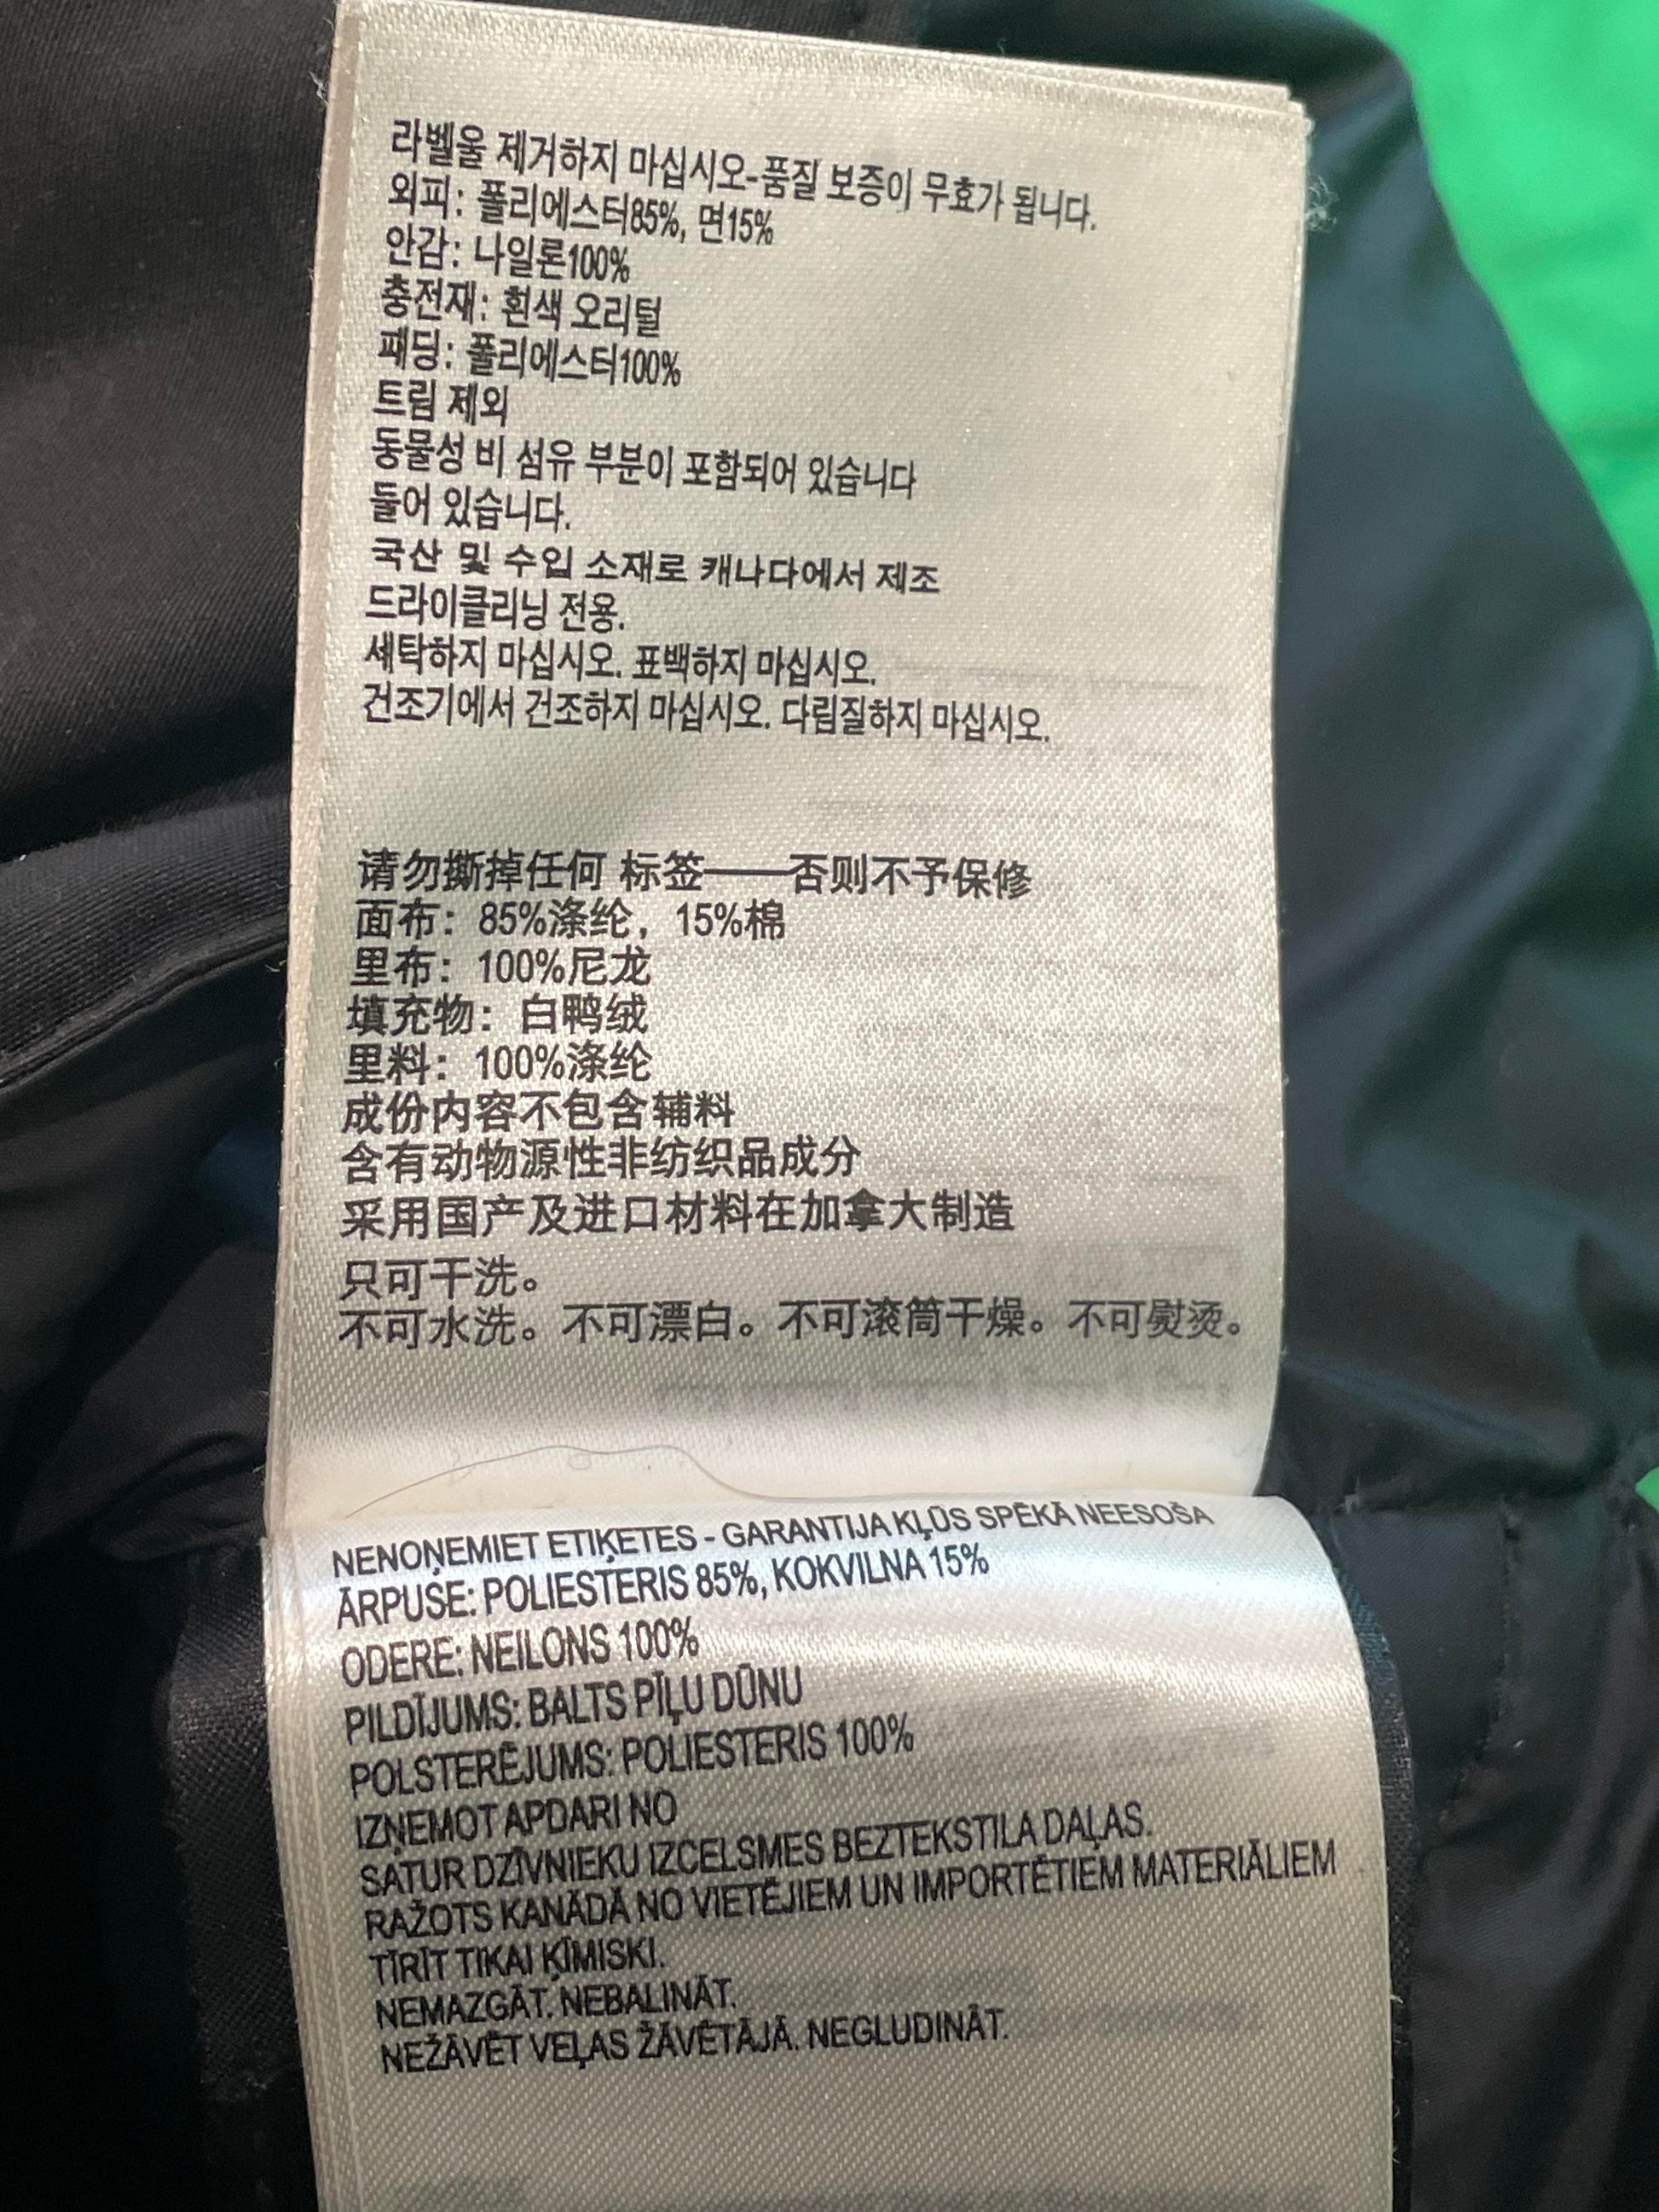 라벨울 제거하지 마십시오-품질 보증이 무효가 됩니다.
외피: 폴리에스터85%, 면15%
안감: 나일론100%
충전재: 흰색 오리털
패딩: 폴리에스터100%
트림 제외
동물성 비 섬유 부분이 포함되어 있습니다
들어 있습니다.
국산 및 수입 소재로 캐나다에서 제조
드라이클리닝 전용.
세탁하지 마십시오. 표백하지 마십시오.
건조기에서 건조하지 마십시오. 다림질하지 마십시오.
请勿撕掉任何 标签——否则不予保修
面布：85%涤纶，15%棉
里布：100%尼龙
填充物：白鸭绒
里料：100%涤纶
成份内容不包含辅料
含有动物源性非纺织品成分
采用国产及进口材料在加拿大制造
只可干洗。
不可水洗。不可漂白。不可滚筒干燥。不可熨烫。
NENOŅEMIET ETIĶETES - GARANTIJA KĻŪS SPĒKĀ NEESOŠA
ĀRPUSE: POLIESTERIS 85%, KOKVILNA 15%
ODERE: NEILONS 100%
PILDĪJUMS: BALTS PĪĻU DŪNU
POLSTERĒJUMS: POLIESTERIS 100%
IZŅEMOT APDARI NO
SATUR DZĪVNIEKU IZCELSMES BEZTEKSTILA DAĻAS.
RAŽOTS KANĀDĀ NO VIETĒJIEM UN IMPORTĒTIEM MATERIĀLIEM
TĪRĪT TIKAI ĶĪMISKI.
NEMAZGĀT. NEBALINĀT.
NEŽĀVĒT VEĻAS ŽĀVĒTĀJĀ. NEGLUDINĀT.